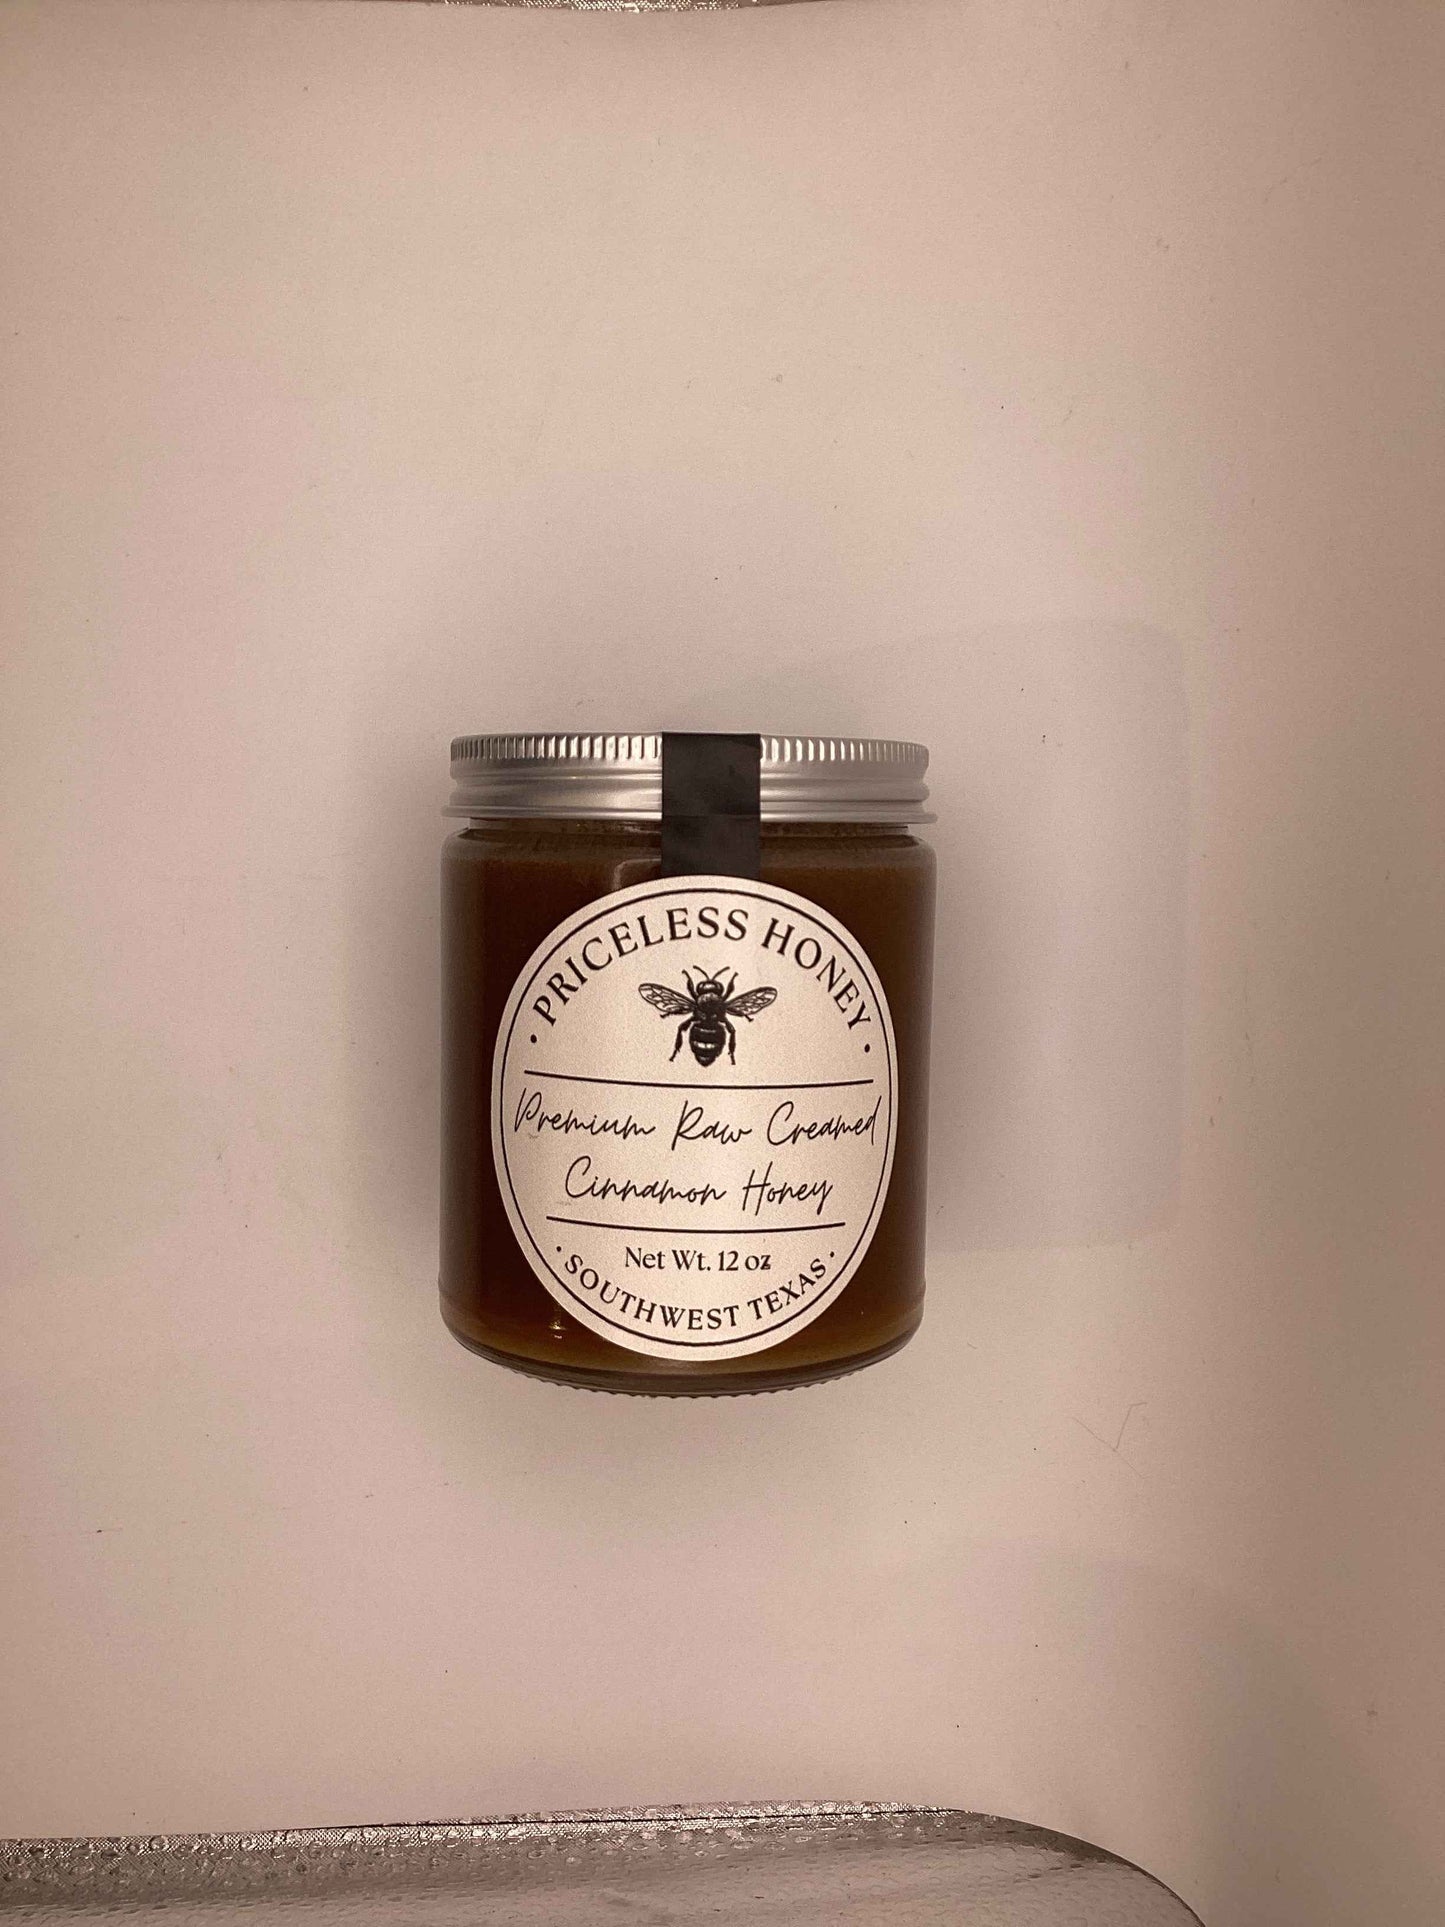 • PRICELESS HONEY •
Premium Raw Creamed
Cinnamon Honey
Net Wt. 12 oz
• SOUTHWEST TEXAS •